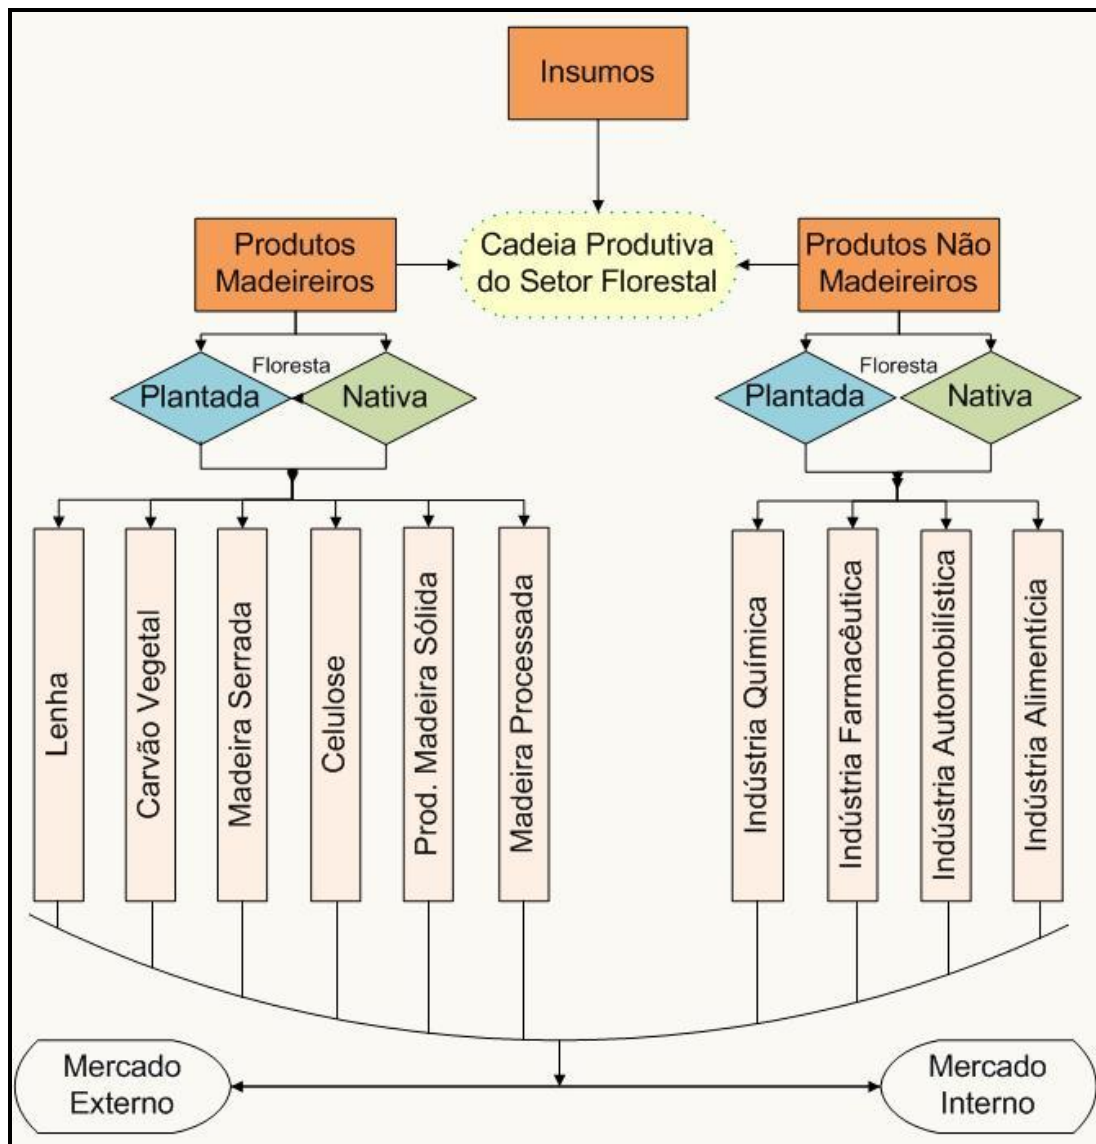 Insumos
Produtos
Madeireiros
Cadeia Produtiva
do Setor Florestal
Produtos Não
Madeireiros
Floresta
Plantada
Nativa
Floresta
Plantada
Nativa
Lenha
Carvão Vegetal
Madeira Serrada
Celulose
Prod. Madeira Sólida
Madeira Processada
Indústria Química
Indústria Farmacêutica
Indústria Automobilística
Indústria Alimentícia
Mercado
Externo
Mercado
Interno